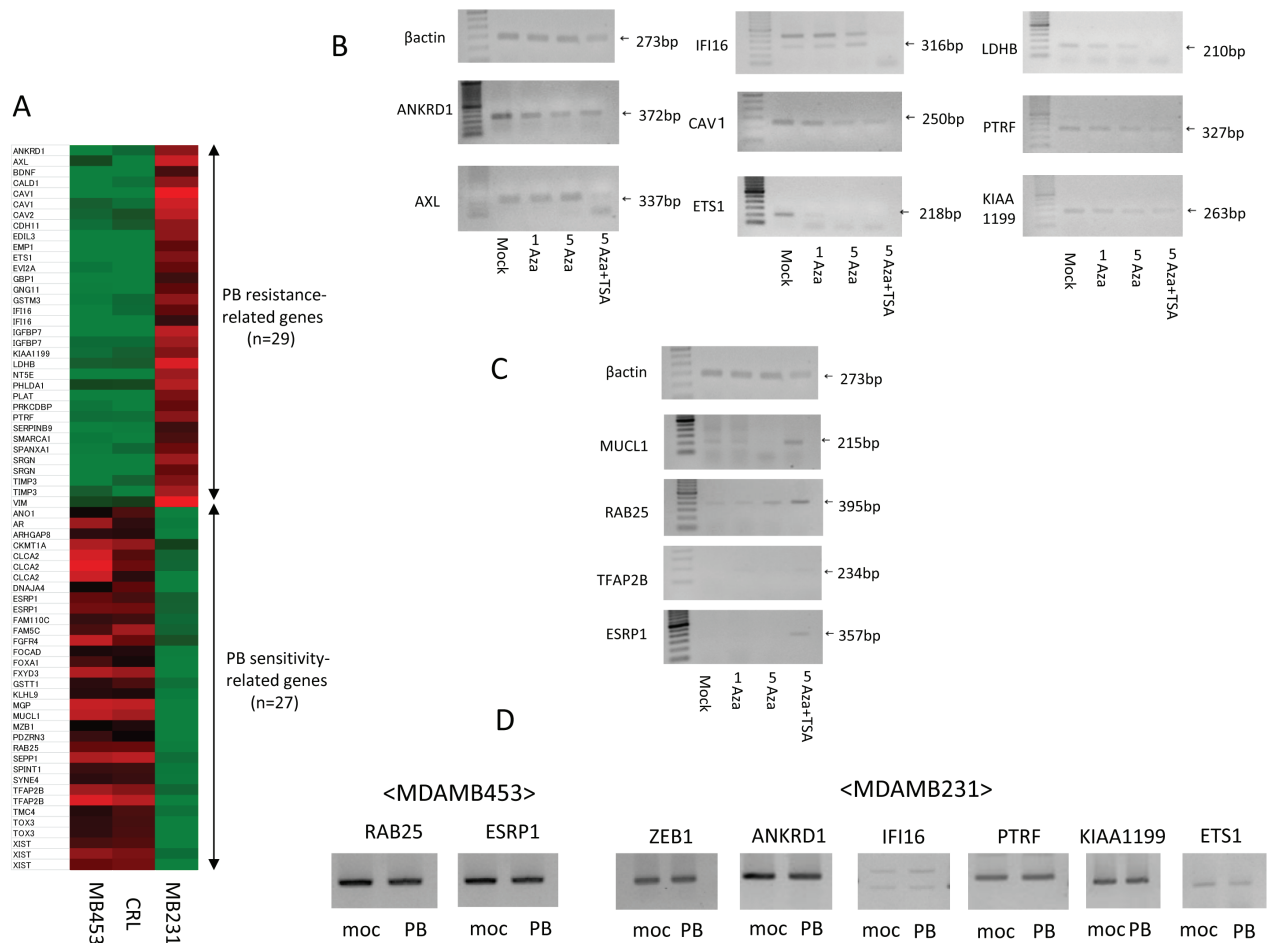 A
ANKRD1
AXL
BDNF
CALD1
CAV1
CAV1
CAV2
CDH11
EDIL3
EMP1
ETS1
EVI2A
GBP1
GNG11
GSTM3
IFI16
IFI16
IGFBP7
IGFBP7
KIAA1199
LDHB
NT5E
PHLDA1
PLAT
PRKCDBP
PTRF
SERPINB9
SMARCA1
SPANXA1
SRGN
SRGN
TIMP3
TIMP3
VIM
ANO1
AR
ARHGAP8
CKMT1A
CLCA2
CLCA2
CLCA2
DNAJA4
ESRP1
ESRP1
FAM110C
FAM5C
FGFR4
FOCAD
FOXA1
FXYD3
GSTT1
KLHL9
MGP
MUCL1
MZB1
PDZRN3
RAB25
SEPP1
SPINT1
SYNE4
TFAP2B
TFAP2B
TMC4
TOX3
TOX3
XIST
XIST
XIST
PB resistance-
related genes
(n=29)
PB sensitivity-
related genes
(n=27)
MB453
CRL
MB231
B
βactin
← 273bp
ANKRD1
← 372bp
AXL
← 337bp
Mock
1 Aza
5 Aza
5 Aza+TSA
IFI16
← 316bp
CAV1
← 250bp
ETS1
← 218bp
Mock
1 Aza
5 Aza
5 Aza+TSA
LDHB
← 210bp
PTRF
← 327bp
KIAA
1199
← 263bp
Mock
1 Aza
5 Aza
5 Aza+TSA
C
βactin
← 273bp
MUCL1
← 215bp
RAB25
← 395bp
TFAP2B
← 234bp
ESRP1
← 357bp
Mock
1 Aza
5 Aza
5 Aza+TSA
D
<MDAMB453>
RAB25
ESRP1
moc PB
moc PB
<MDAMB231>
ZEB1
ANKRD1
IFI16
PTRF
KIAA1199
ETS1
moc PB
moc PB
moc PB
moc PB
moc PB
moc PB